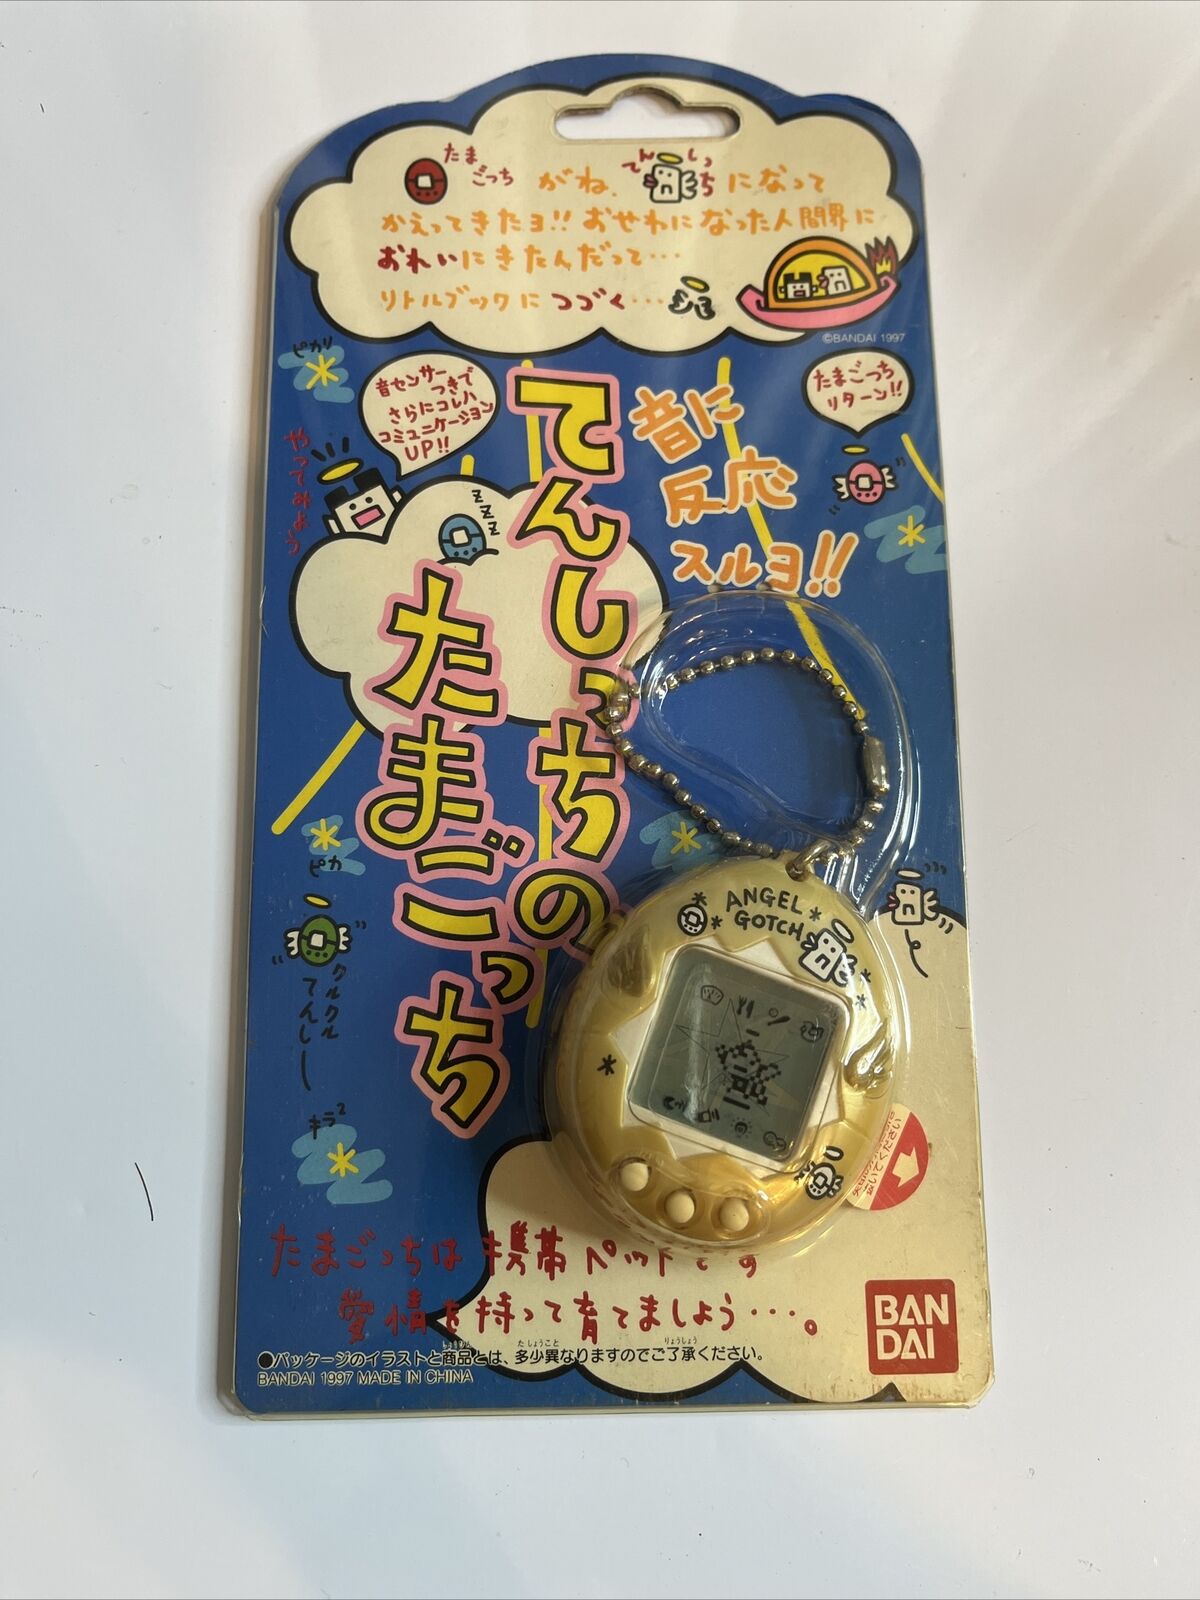 たまごっち がね、てんしっちになって
かえってきたヨ!! おせわになった人間界に
おれいにきたんだって・・・
リトルブックにつづく・・・
©BANDAI 1997
ピカリ
音センサー
つきで
さらにコレハ
コミュニケーション
UP!!
たまごっち
リターン!!
やってみよう
zzz
音に
反応
スルヨ!!
てんしっちの
たまごっち
ピカ
クルクル
てんしー
キラ2
ANGEL
GOTCH
たまごっちは携帯ペットです
愛情を持って育てましょう・・・。
●パッケージのイラストと商品とは、多少異なりますのでご了承ください。
BANDAI 1997 MADE IN CHINA
BAN
DAI